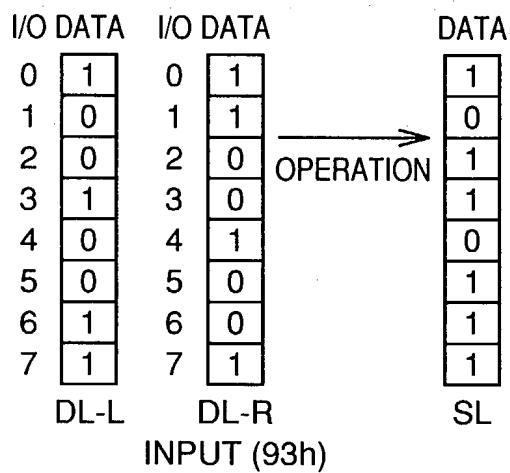 I/O DATA I/O DATA DATA
0 1 0 1 1
1 0 1 1 0
2 0 2 0 1
OPERATION
3 1 3 0 1
4 0 4 1 0
5 0 5 0 1
6 1 6 0 1
7 1 7 1 1
DL-L DL-R SL
INPUT (93h)